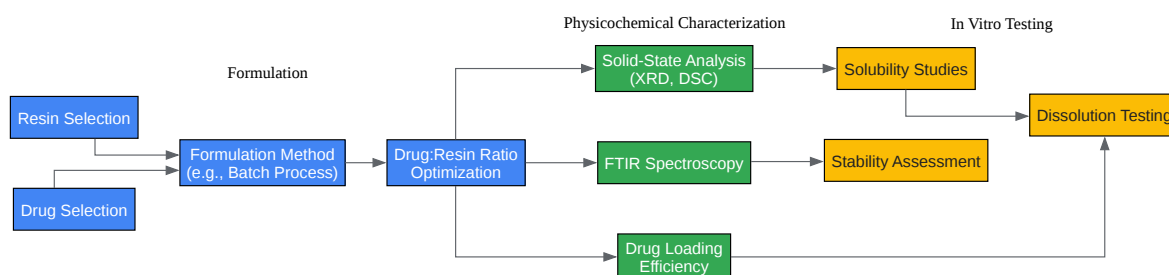 Physicochemical Characterization
In Vitro Testing
Formulation
Solid-State Analysis
(XRD, DSC)
Solubility Studies
Resin Selection
Dissolution Testing
Formulation Method
(e.g., Batch Process)
Drug:Resin Ratio
Optimization
FTIR Spectroscopy
Stability Assessment
Drug Selection
Drug Loading
Efficiency